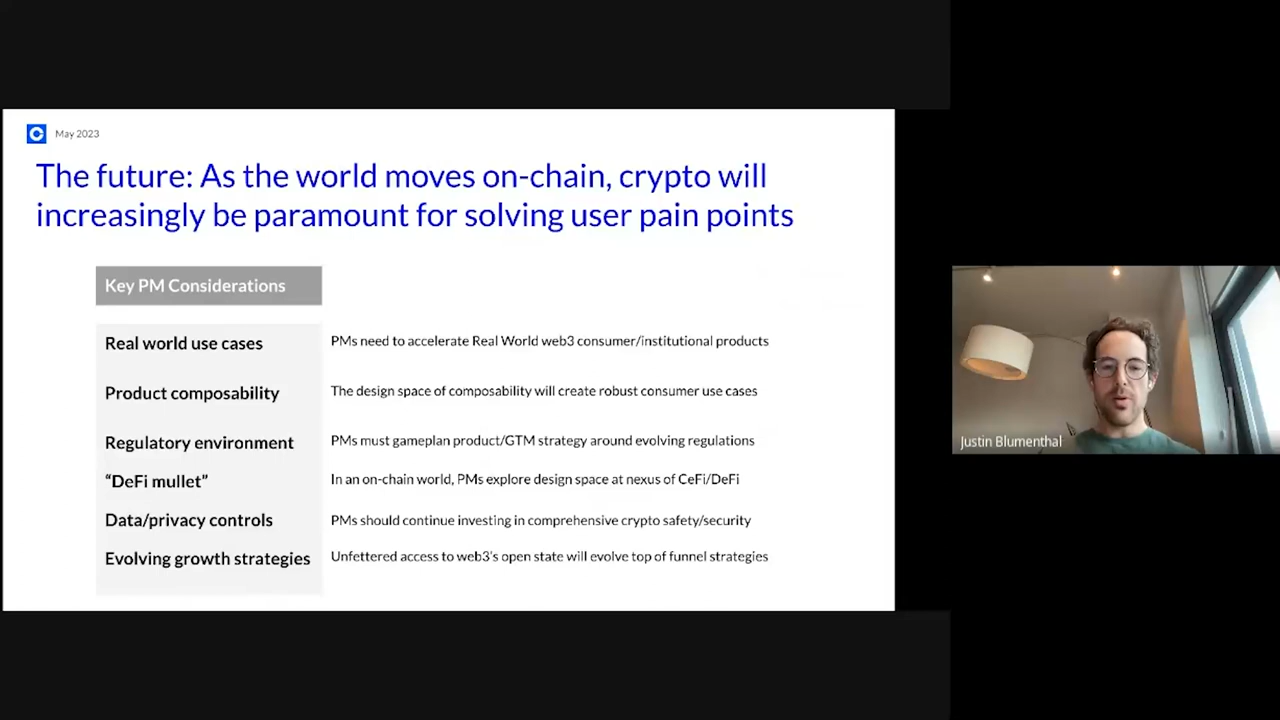 May 2023
The future: As the world moves on-chain, crypto will
increasingly be paramount for solving user pain points
Key PM Considerations
Real world use cases
PMs need to accelerate Real World web3 consumer/institutional products
Product composability
The design space of composability will create robust consumer use cases
Regulatory environment
PMs must gameplan product/GTM strategy around evolving regulations
“DeFi mullet”
In an on-chain world, PMs explore design space at nexus of CeFi/DeFi
Data/privacy controls
PMs should continue investing in comprehensive crypto safety/security
Evolving growth strategies
Unfettered access to web3's open state will evolve top of funnel strategies
Justin Blumenthal